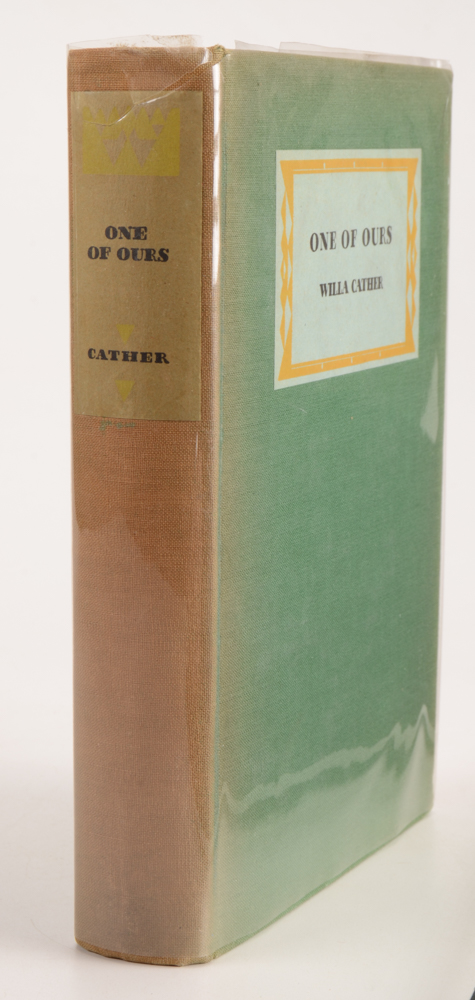 ONE
OF OURS
CATHER
ONE OF OURS
WILLA CATHER